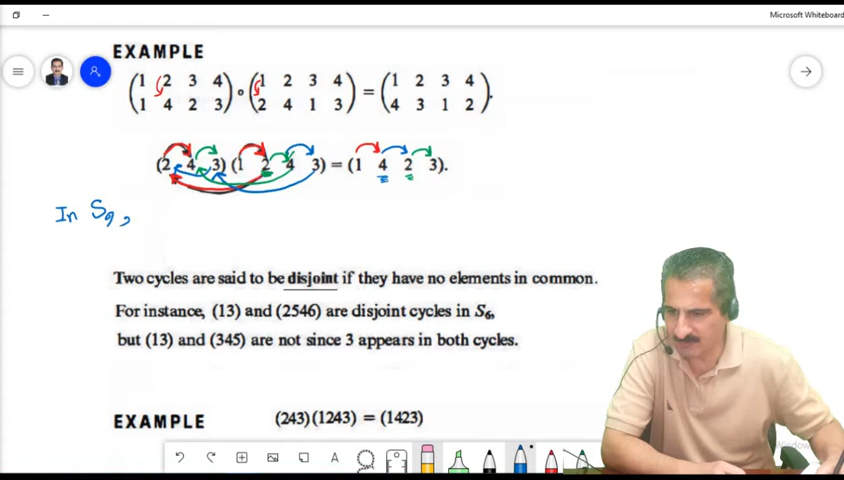 Microsoft Whiteboard
EXAMPLE
(1 2 3 4
1 4 2 3) ∘ (1 2 3 4
2 4 1 3) = (1 2 3 4
4 3 1 2).
(2 4 3)(1 2 4 3) = (1 4 2 3).
In S9,
Two cycles are said to be disjoint if they have no elements in common.
For instance, (13) and (2546) are disjoint cycles in S6,
but (13) and (345) are not since 3 appears in both cycles.
EXAMPLE (243)(1243) = (1423)